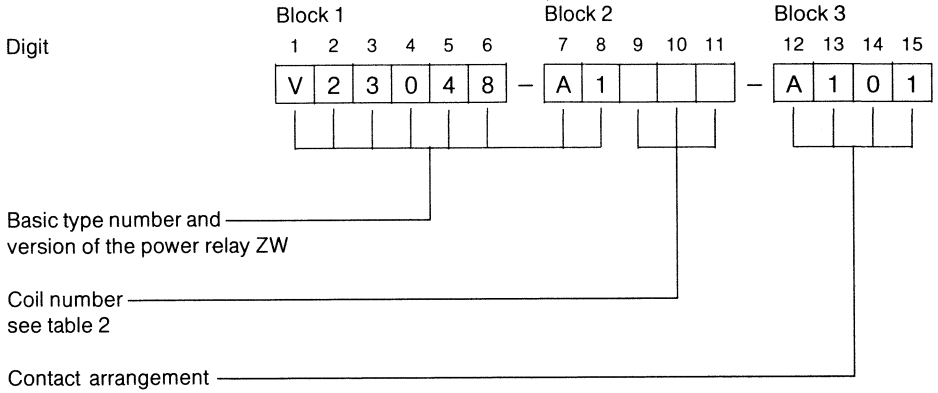 Block 1 Block 2 Block 3
Digit 1 2 3 4 5 6 7 8 9 10 11 12 13 14 15
V 2 3 0 4 8 – A 1 – A 1 0 1
Basic type number and
version of the power relay ZW
Coil number
see table 2
Contact arrangement